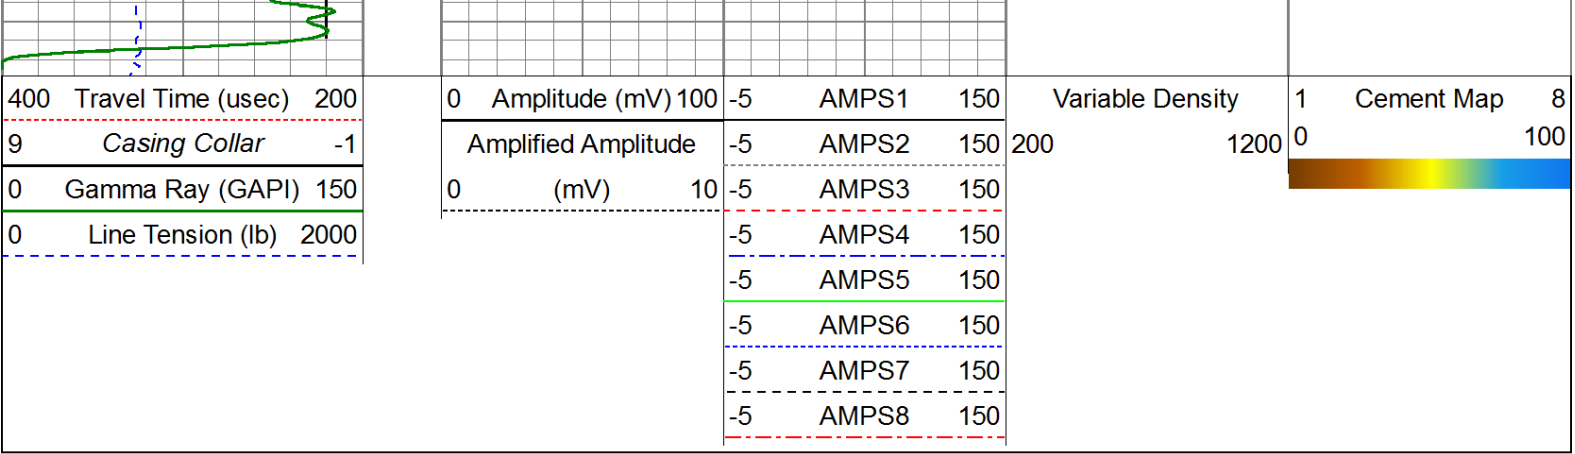 400 Travel Time (usec) 200
9 Casing Collar -1
0 Gamma Ray (GAPI) 150
0 Line Tension (lb) 2000
0 Amplitude (mV) 100
Amplified Amplitude
0 (mV) 10
-5 AMPS1 150
-5 AMPS2 150
-5 AMPS3 150
-5 AMPS4 150
-5 AMPS5 150
-5 AMPS6 150
-5 AMPS7 150
-5 AMPS8 150
Variable Density
200 1200
1 Cement Map 8
0 100